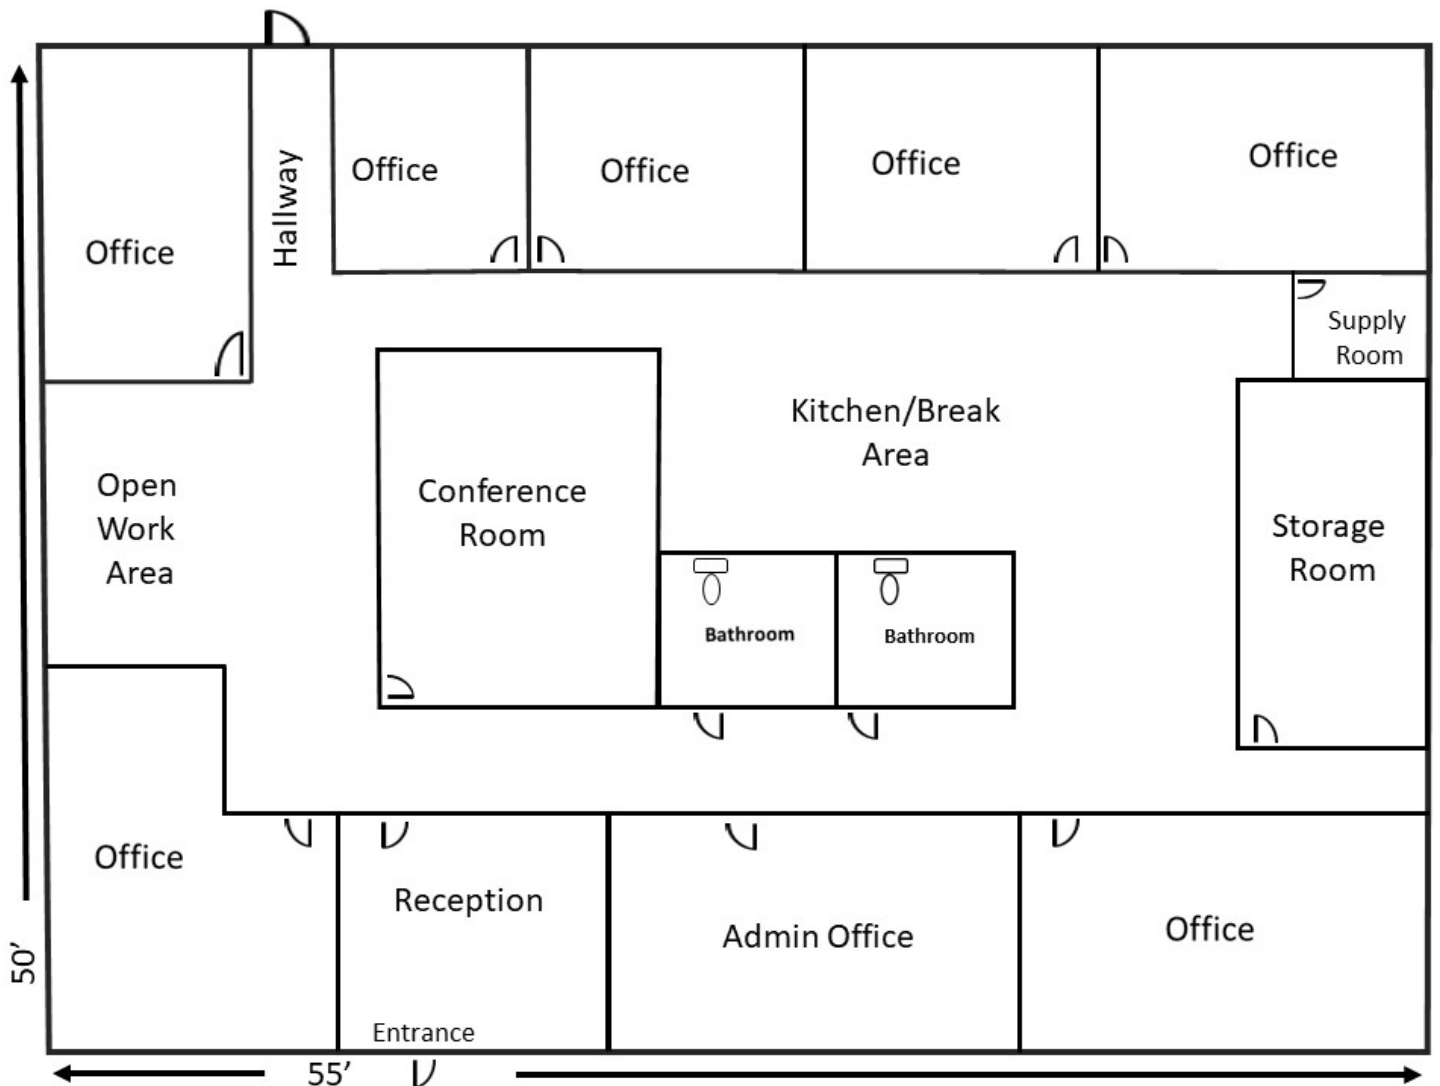 Office
Hallway
Office
Office
Office
Office
Supply
Room
Kitchen/Break
Area
Open
Work
Area
Conference
Room
Storage
Room
Bathroom
Bathroom
Office
Reception
Admin Office
Office
Entrance
50’
55’